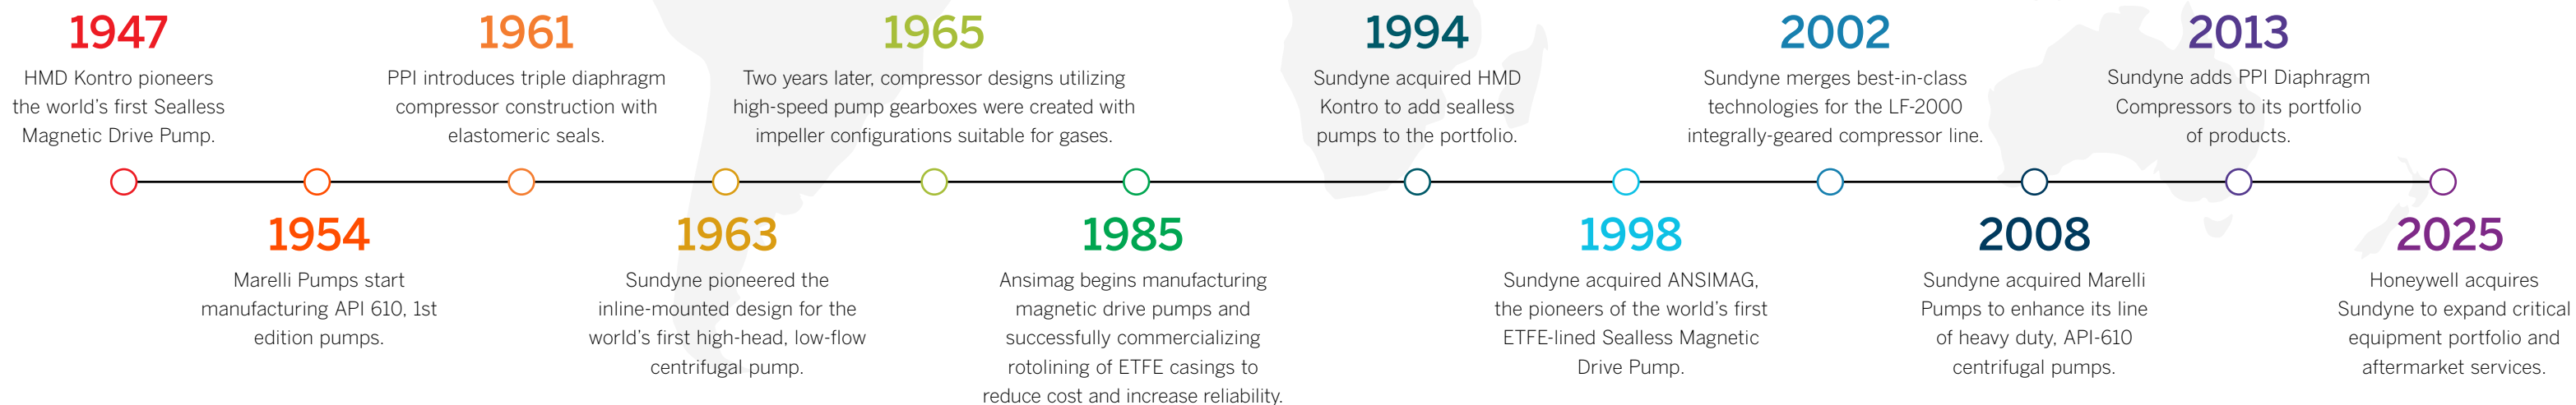 1947
HMD Kontro pioneers
the world's first Sealless
Magnetic Drive Pump.
1954
Marelli Pumps start
manufacturing API 610, 1st
edition pumps.
1961
PPI introduces triple diaphragm
compressor construction with
elastomeric seals.
1963
Sundyne pioneered the
inline-mounted design for the
world's first high-head, low-flow
centrifugal pump.
1965
Two years later, compressor designs utilizing
high-speed pump gearboxes were created with
impeller configurations suitable for gases.
1985
Ansimag begins manufacturing
magnetic drive pumps and
successfully commercializing
rotolining of ETFE casings to
reduce cost and increase reliability.
1994
Sundyne acquired HMD
Kontro to add sealless
pumps to the portfolio.
1998
Sundyne acquired ANSIMAG,
the pioneers of the world's first
ETFE-lined Sealless Magnetic
Drive Pump.
2002
Sundyne merges best-in-class
technologies for the LF-2000
integrally-geared compressor line.
2008
Sundyne acquired Marelli
Pumps to enhance its line
of heavy duty, API-610
centrifugal pumps.
2013
Sundyne adds PPI Diaphragm
Compressors to its portfolio
of products.
2025
Honeywell acquires
Sundyne to expand critical
equipment portfolio and
aftermarket services.